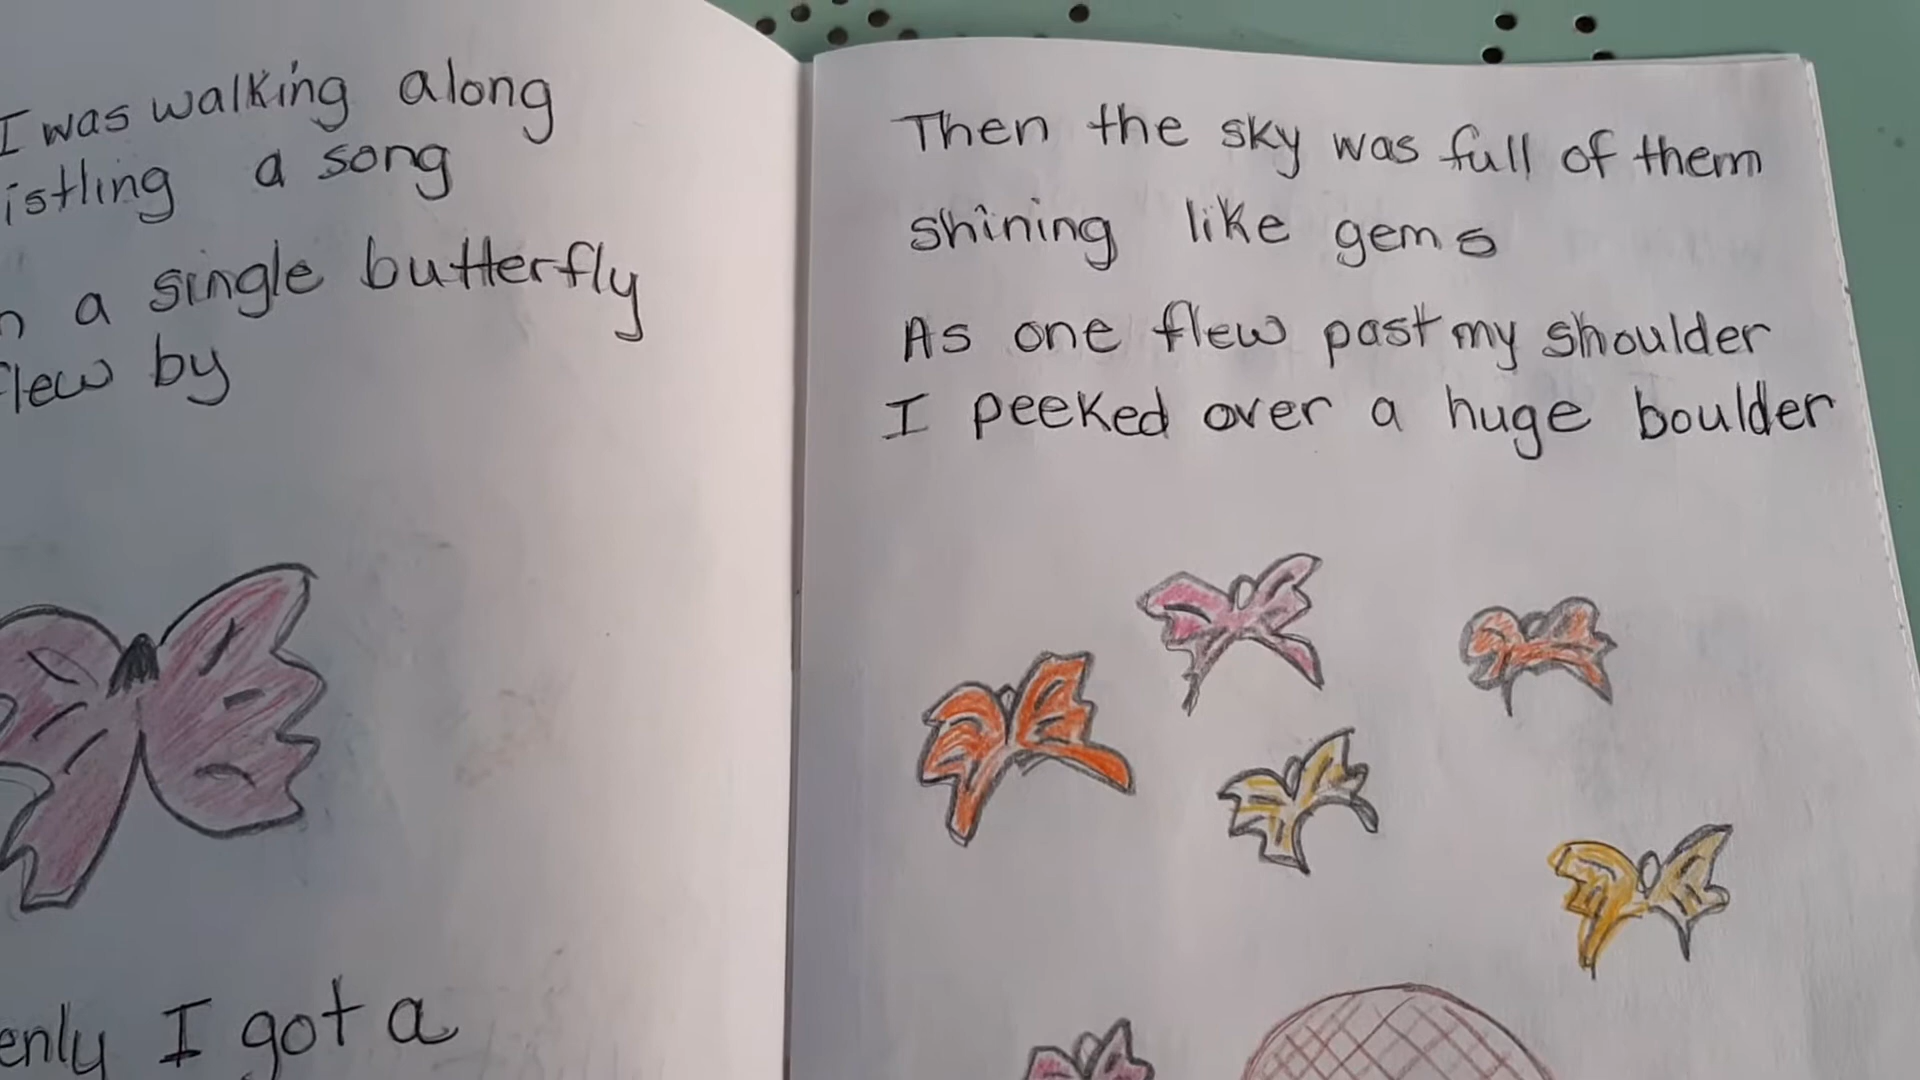 I was walking along
istling a song
a single butterfly
lew by
enly I got a
Then the sky was full of them
shining like gems
As one flew past my shoulder
I peeked over a huge boulder